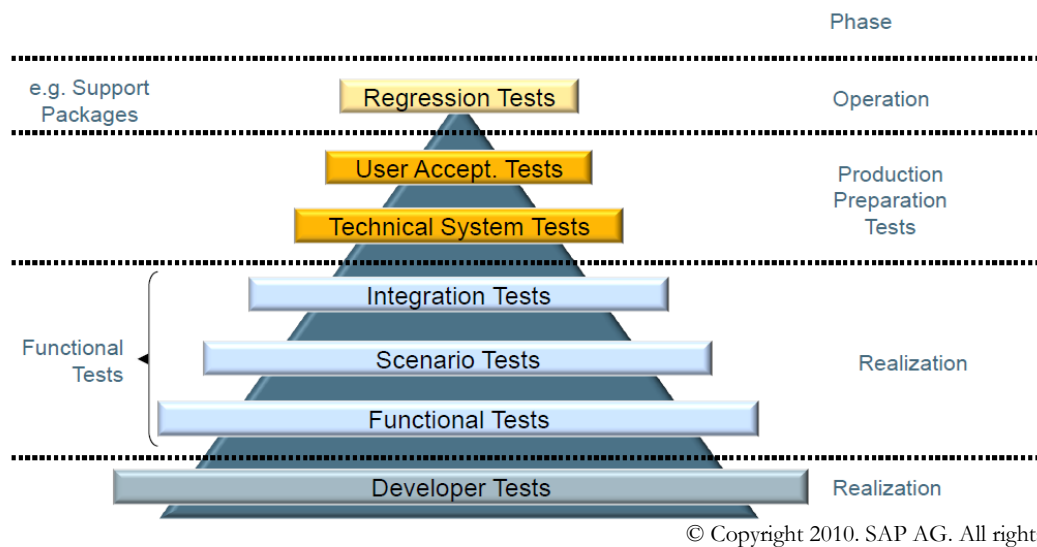 Phase
e.g. Support
Packages
Regression Tests
Operation
User Accept. Tests
Technical System Tests
Production
Preparation
Tests
Integration Tests
Scenario Tests
Functional Tests
Functional
Tests
Realization
Developer Tests
Realization
© Copyright 2010. SAP AG. All right